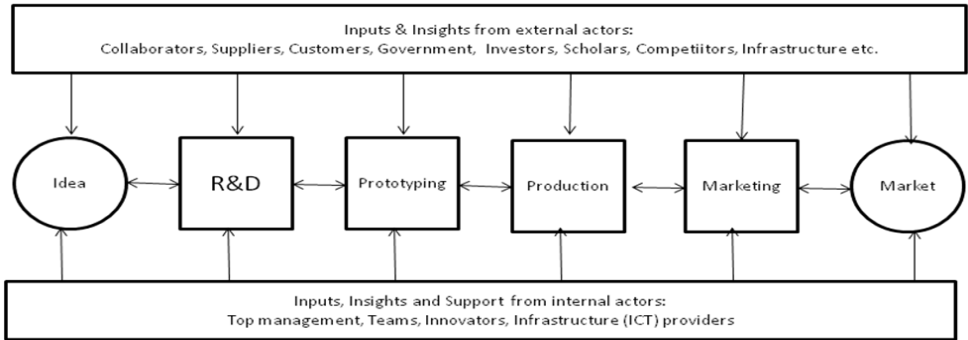 Inputs & Insights from external actors:
Collaborators, Suppliers, Customers, Government, Investors, Scholars, Competiitors, Infrastructure etc.
Idea
R&D
Prototyping
Production
Marketing
Market
Inputs, Insights and Support from internal actors:
Top management, Teams, Innovators, Infrastructure (ICT) providers